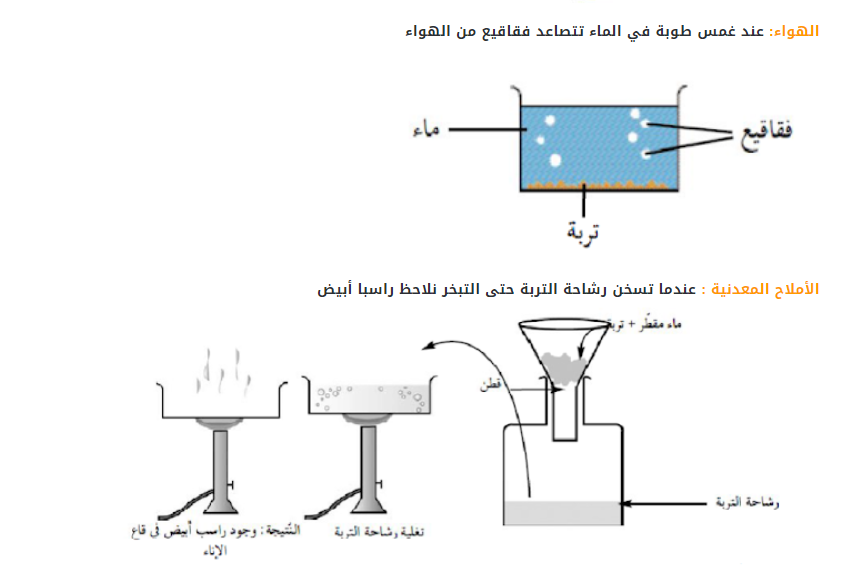 الهواء: عند غمس طوبة في الماء تتصاعد فقاقيع من الهواء
ماء
فقاقيع
تربة
الأملاح المعدنية : عندما تسخن رشاحة التربة حتى التبخر نلاحظ راسبا أبيض
ماء مقطّر + تربة
قطن
رشاحة التربة
تغلية رشاحة التربة
النتيجة : وجود راسب أبيض في قاع
الإناء